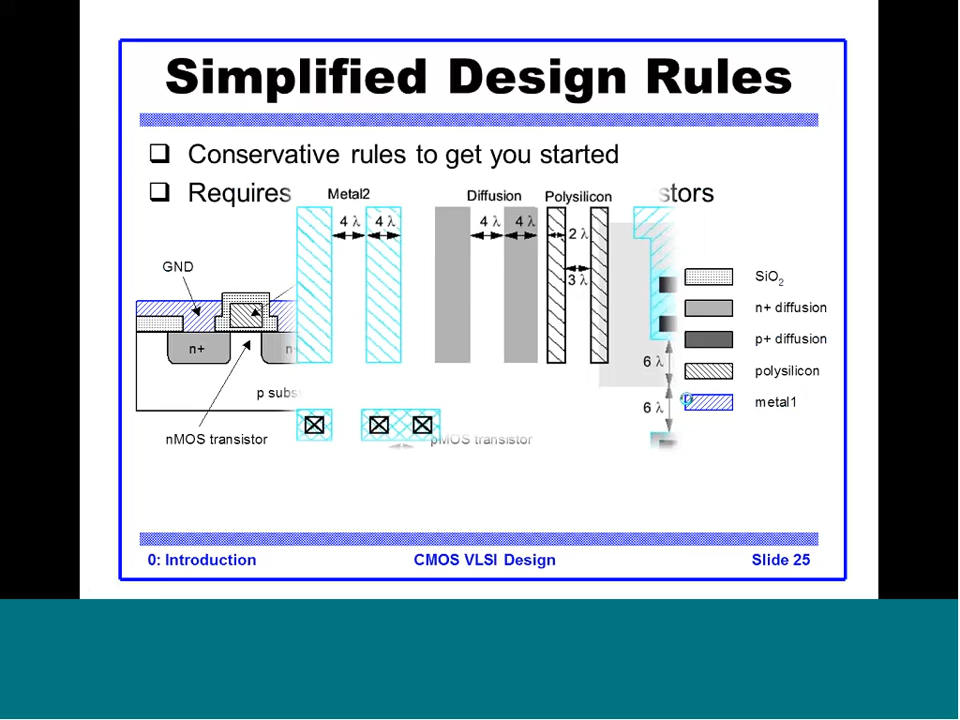 Simplified Design Rules
❑ Conservative rules to get you started
❑ Requires
Metal2
Diffusion
Polysilicon
4 λ 4 λ
4 λ 4 λ
2 λ
3 λ
6 λ
6 λ
GND
n+
p
nMOS transistor
pMOS transistor
SiO2
n+ diffusion
p+ diffusion
polysilicon
metal1
0: Introduction
CMOS VLSI Design
Slide 25